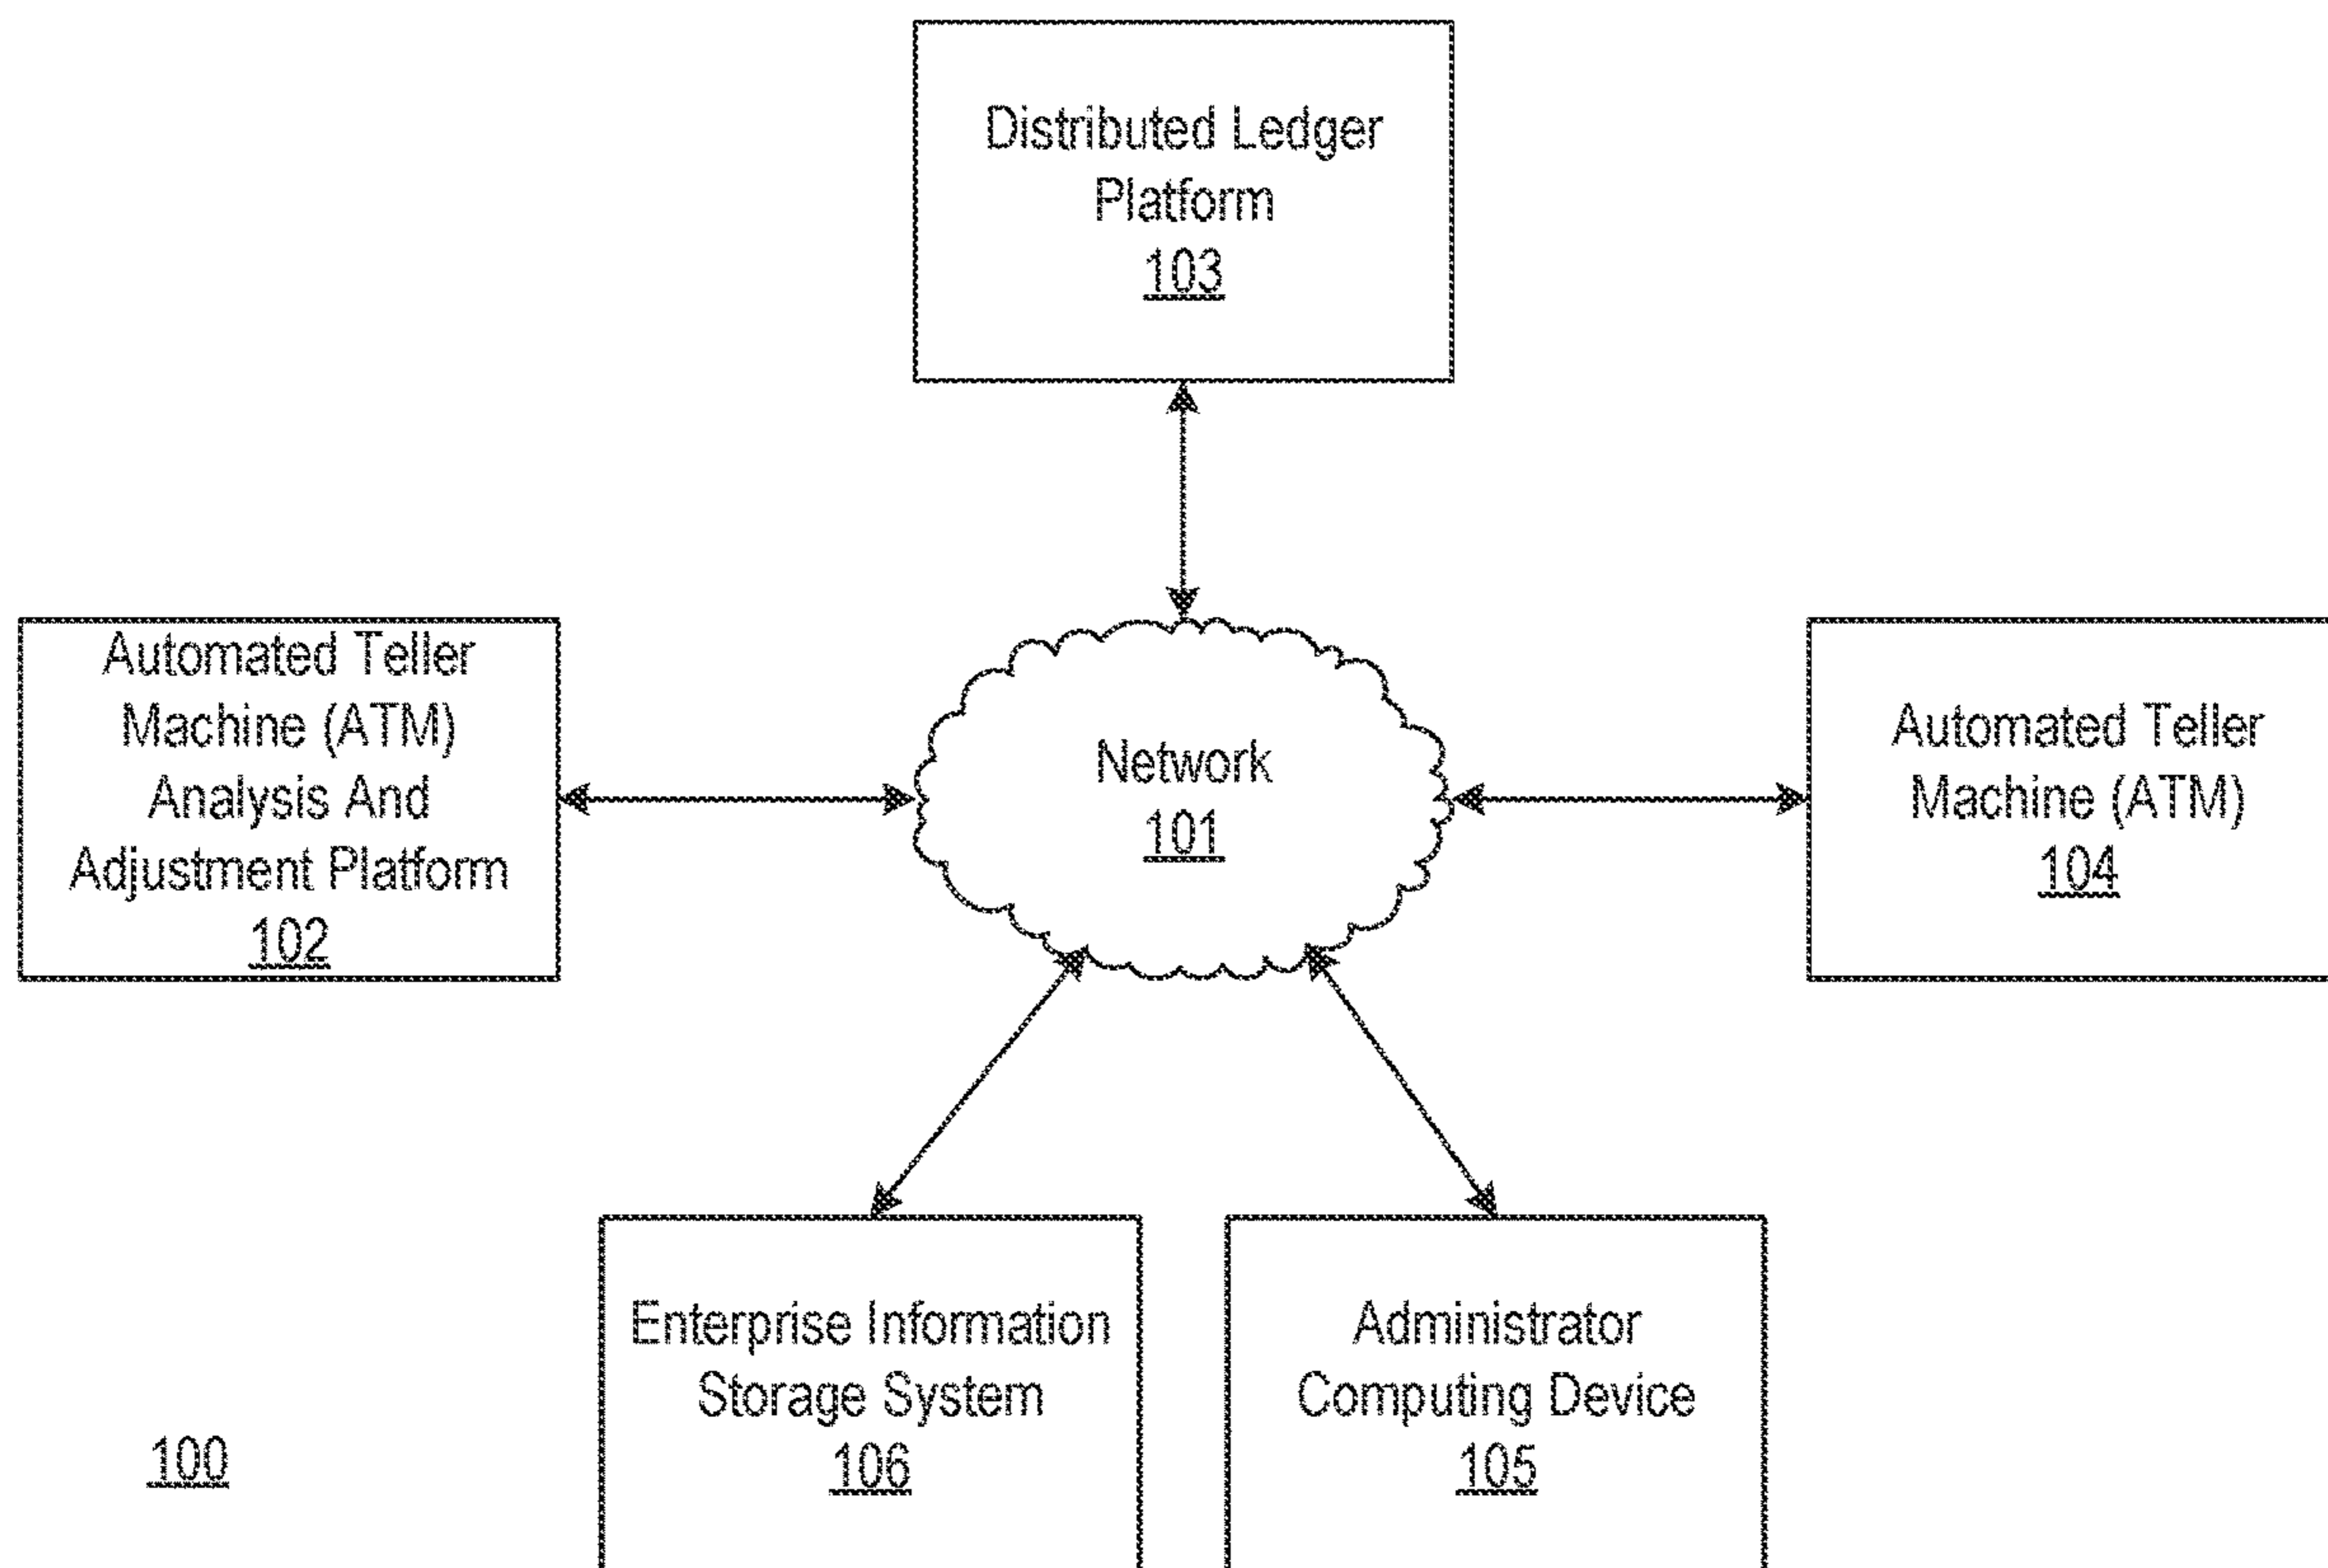 Distributed Ledger
Platform
103
Automated Teller
Machine (ATM)
Analysis And
Adjustment Platform
102
Network
101
Automated Teller
Machine (ATM)
104
Enterprise Information
Storage System
106
Administrator
Computing Device
105
100